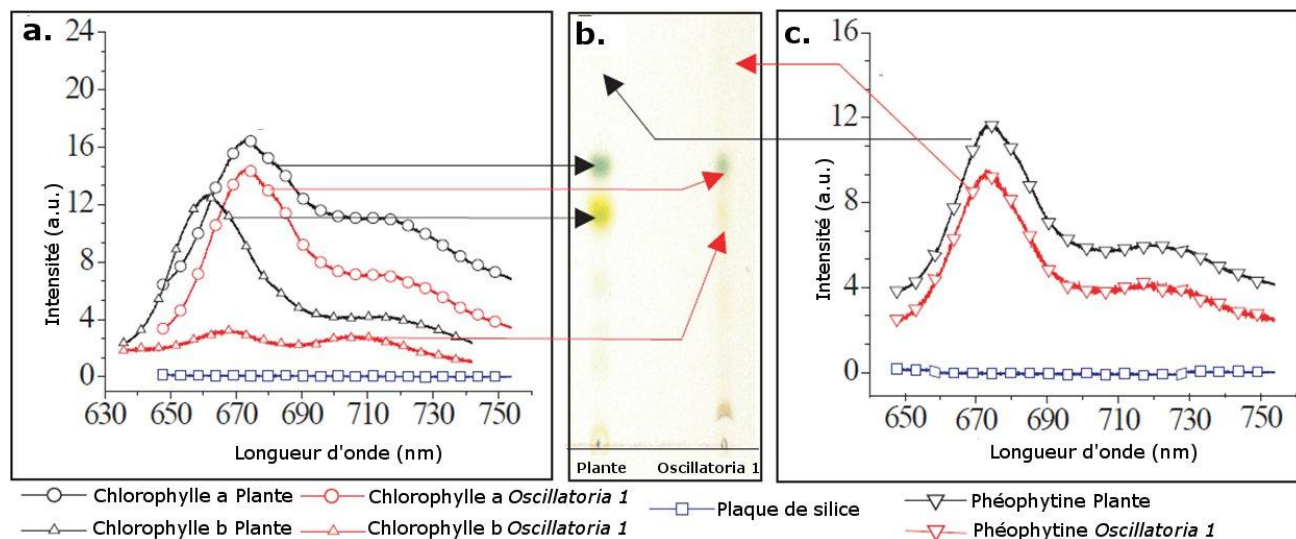 a.
24
20
16
12
8
4
0
Intensité (a.u.)
630 650 670 690 710 730 750
Longueur d'onde (nm)
b.
Plante Oscillatoria 1
c.
16
12
8
4
0
Intensité (a.u.)
650 670 690 710 730 750
Longueur d'onde (nm)
Chlorophylle a Plante Chlorophylle a Oscillatoria 1 Plaque de silice Phéophytine Plante
Chlorophylle b Plante Chlorophylle b Oscillatoria 1 Phéophytine Oscillatoria 1